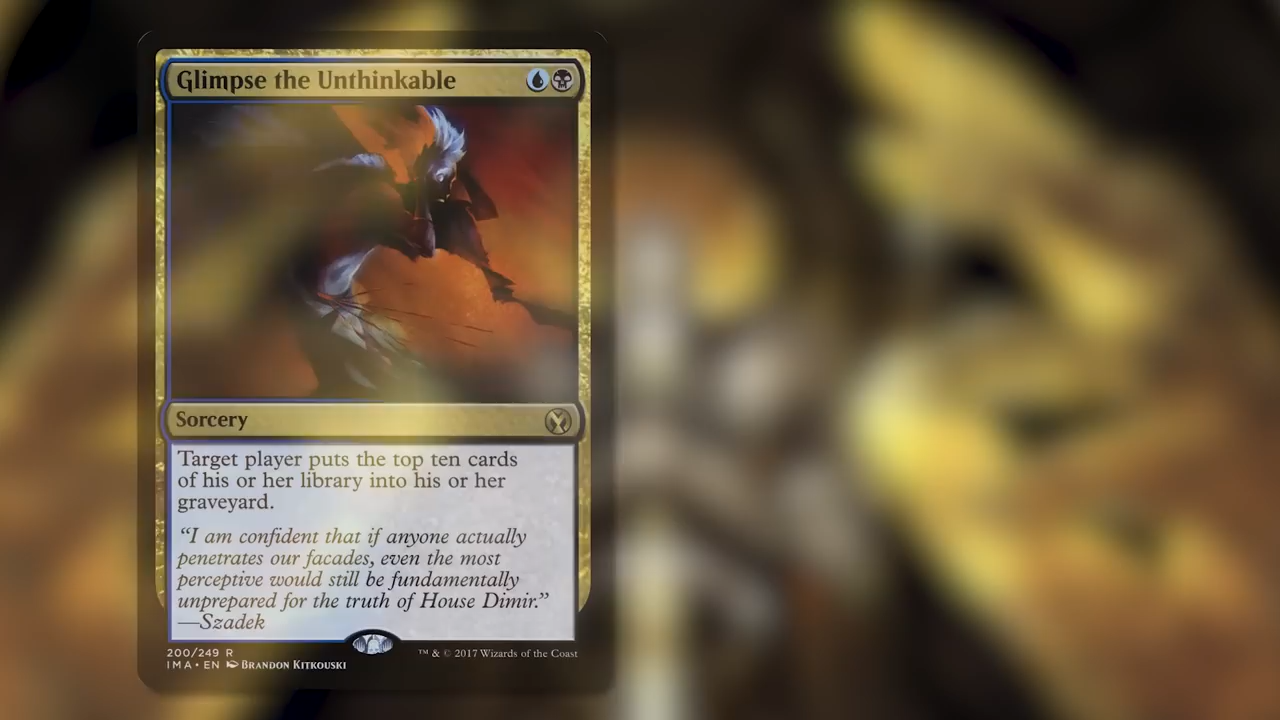 Glimpse the Unthinkable
Sorcery
Target player puts the top ten cards
of his or her library into his or her
graveyard.
“I am confident that if anyone actually
penetrates our facades, even the most
perceptive would still be fundamentally
unprepared for the truth of House Dimir.”
—Szadek
200/249 R
IMA • EN BRANDON KITKOUSKI
™ & © 2017 Wizards of the Coast